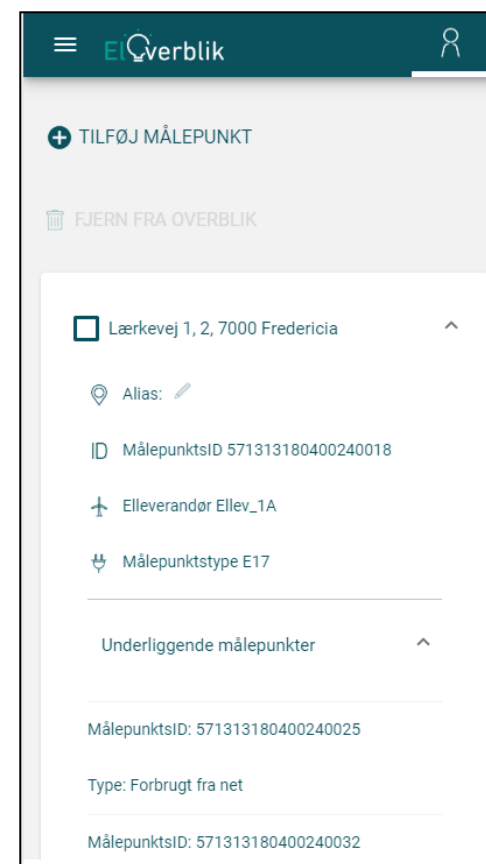 ElOverblik
TILFØJ MÅLEPUNKT
FJERN FRA OVERBLIK
Lærkevej 1, 2, 7000 Fredericia
Alias:
ID MålepunktsID 571313180400240018
Elleverandør Ellev_1A
Målepunktstype E17
Underliggende målepunkter
MålepunktsID: 571313180400240025
Type: Forbrugt fra net
MålepunktsID: 571313180400240032